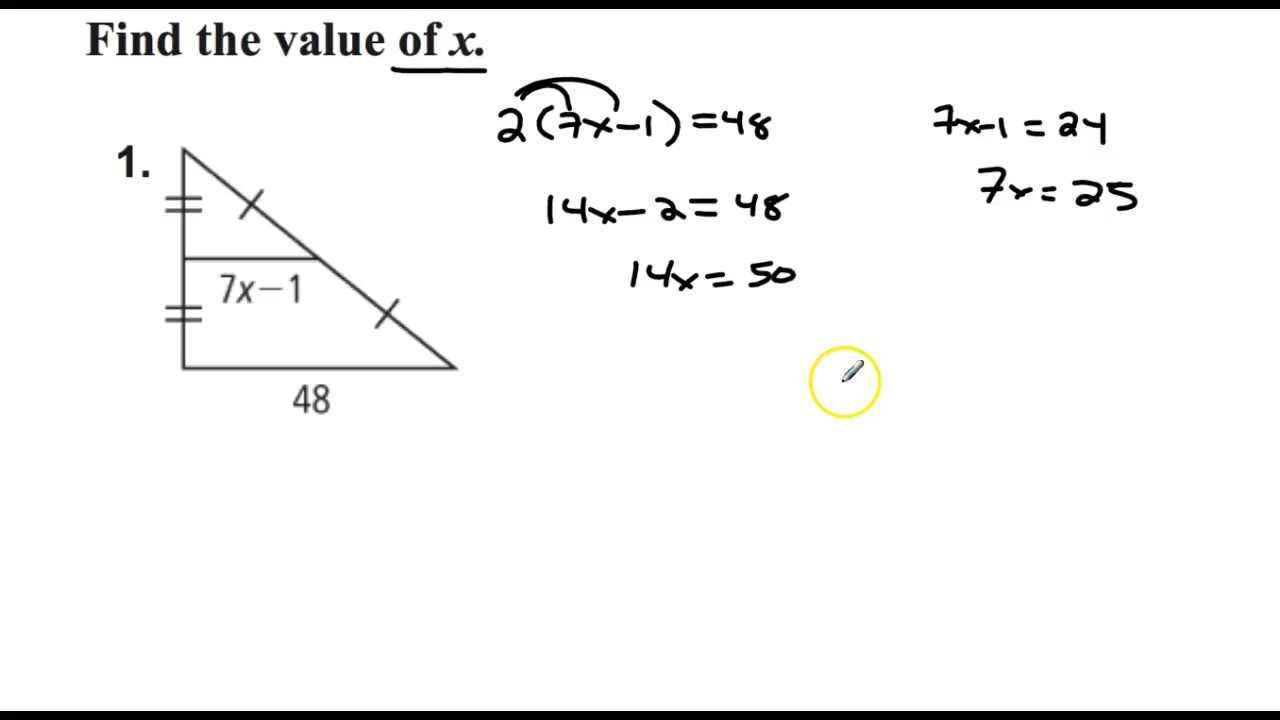 Find the value of x.
1.
7x−1
48
2(7x−1)=48
14x−2=48
14x=50
7x−1=24
7x=25